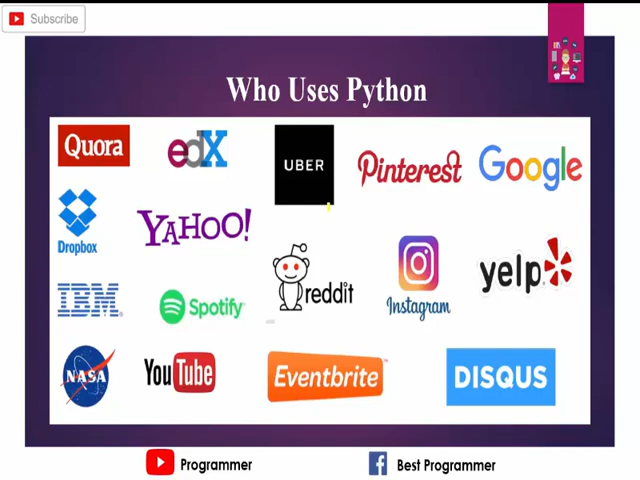 Subscribe
Who Uses Python
Quora
edX
UBER
Pinterest
Google
Dropbox
YAHOO!
IBM
Spotify
reddit
Instagram
yelp
NASA
YouTube
Eventbrite
DISQUS
Programmer
Best Programmer